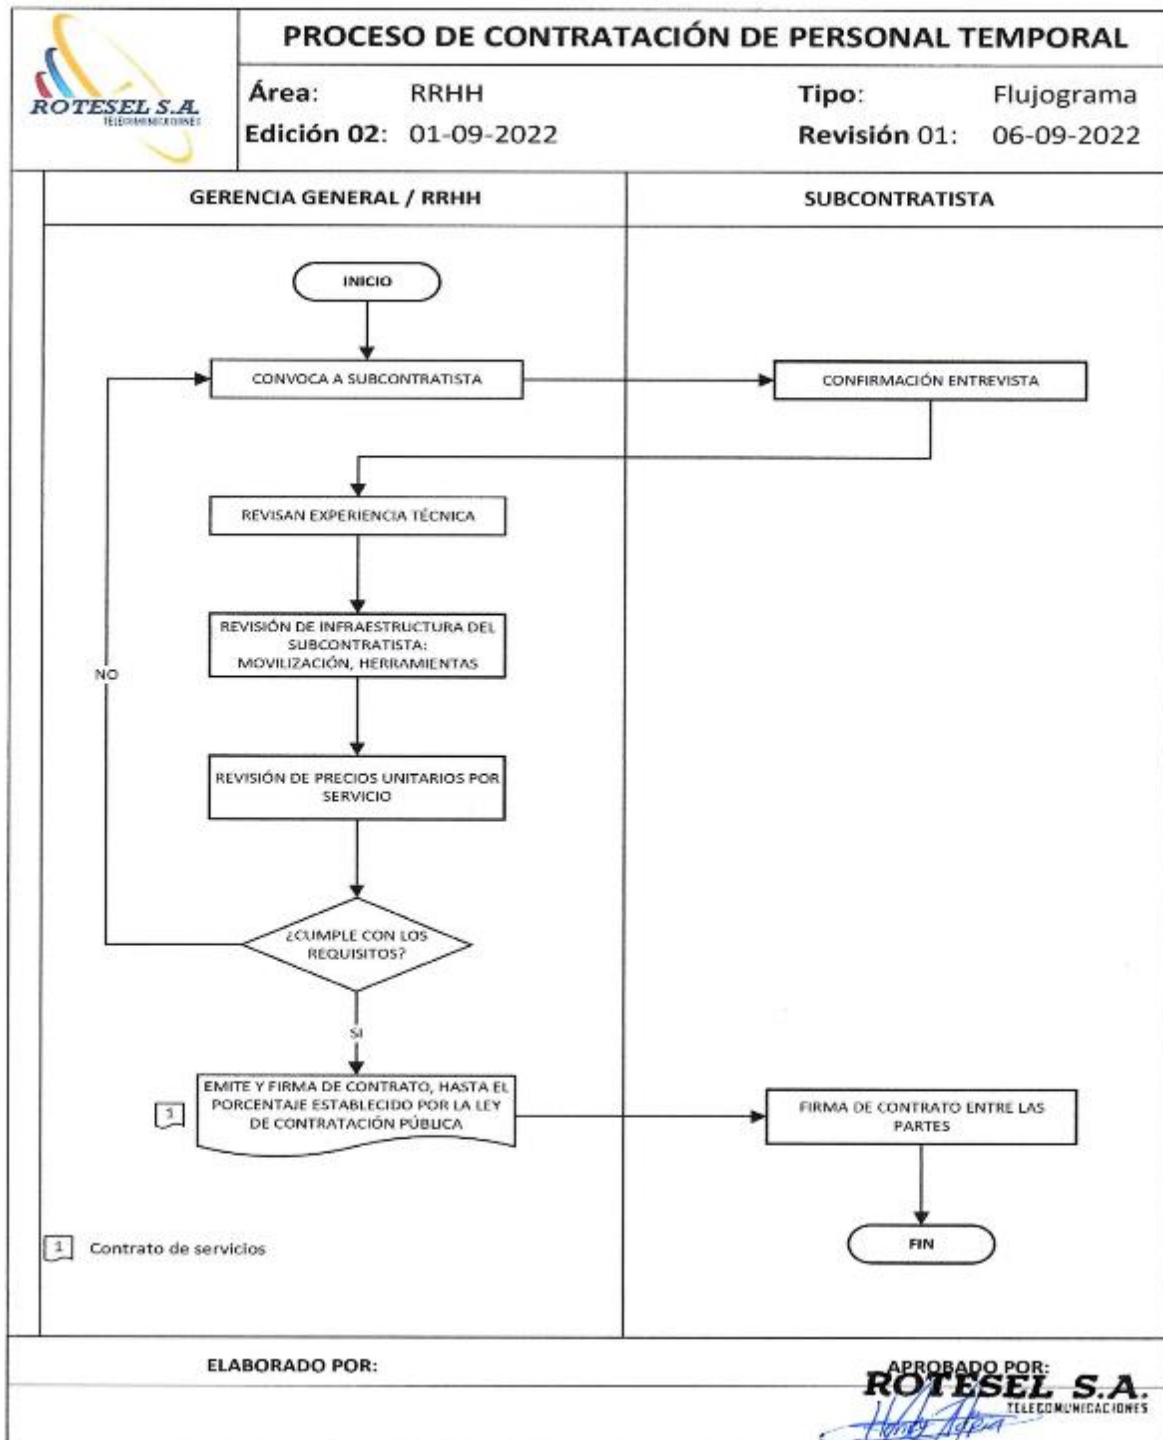 ROTESEL S.A.
TELECOMUNICACIONES
PROCESO DE CONTRATACIÓN DE PERSONAL TEMPORAL
Área: RRHH
Tipo: Flujograma
Edición 02: 01-09-2022
Revisión 01: 06-09-2022
GERENCIA GENERAL / RRHH
SUBCONTRATISTA
INICIO
CONVOCA A SUBCONTRATISTA
CONFIRMACIÓN ENTREVISTA
REVISAN EXPERIENCIA TÉCNICA
REVISIÓN DE INFRAESTRUCTURA DEL
SUBCONTRATISTA:
MOVILIZACIÓN, HERRAMIENTAS
NO
REVISIÓN DE PRECIOS UNITARIOS POR
SERVICIO
¿CUMPLE CON LOS
REQUISITOS?
SI
1
EMITE Y FIRMA DE CONTRATO, HASTA EL
PORCENTAJE ESTABLECIDO POR LA LEY
DE CONTRATACIÓN PÚBLICA
FIRMA DE CONTRATO ENTRE LAS
PARTES
FIN
1 Contrato de servicios
ELABORADO POR:
APROBADO POR:
ROTESEL S.A.
TELECOMUNICACIONES